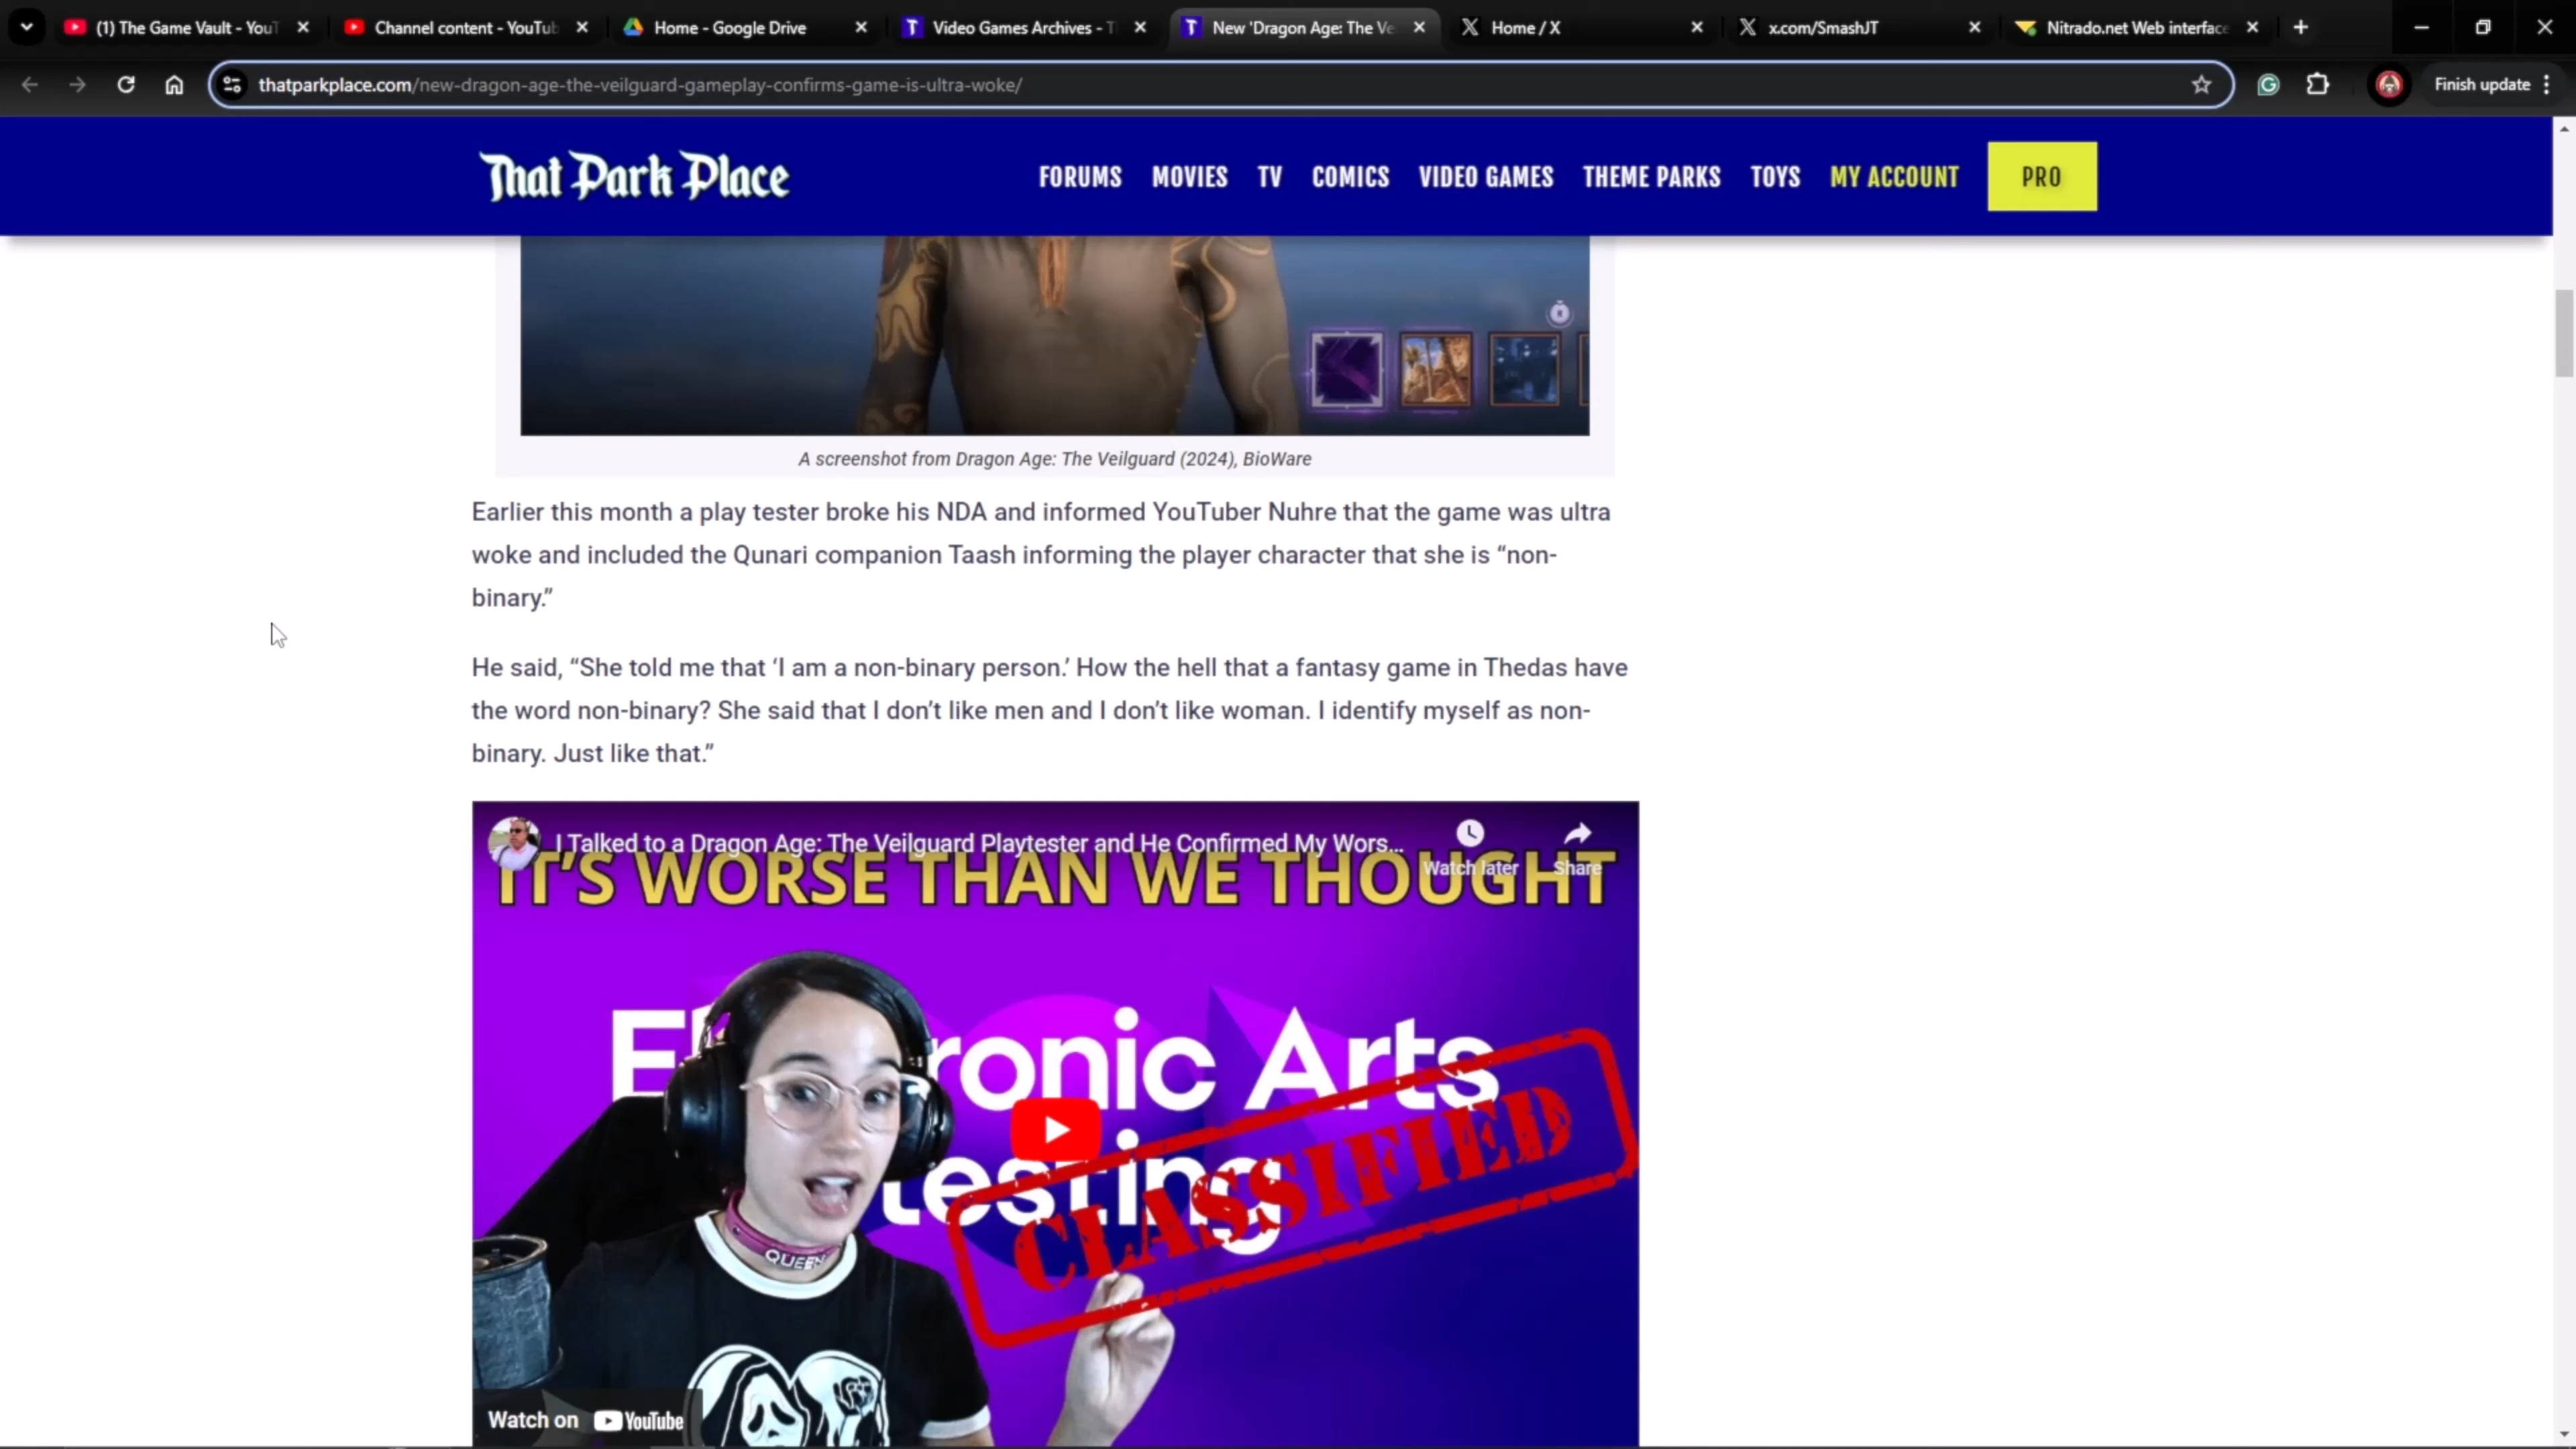 (1) The Game Vault - YouT
Channel content - YouTub
Home - Google Drive
Video Games Archives - T
New 'Dragon Age: The Ve
Home / X
x.com/SmashJT
Nitrado.net Web interface
thatparkplace.com/new-dragon-age-the-veilguard-gameplay-confirms-game-is-ultra-woke/
Finish update
That Park Place
FORUMS MOVIES TV COMICS VIDEO GAMES THEME PARKS TOYS MY ACCOUNT PRO
A screenshot from Dragon Age: The Veilguard (2024), BioWare
Earlier this month a play tester broke his NDA and informed YouTuber Nuhre that the game was ultra
woke and included the Qunari companion Taash informing the player character that she is “non-
binary.”
He said, “She told me that ‘I am a non-binary person.’ How the hell that a fantasy game in Thedas have
the word non-binary? She said that I don’t like men and I don’t like woman. I identify myself as non-
binary. Just like that.”
I Talked to a Dragon Age: The Veilguard Playtester and He Confirmed My Wors...
Watch later
Share
IT'S WORSE THAN WE THOUGHT
El ronic Arts
testing
CLASSIFIED
QUEEN
Watch on YouTube